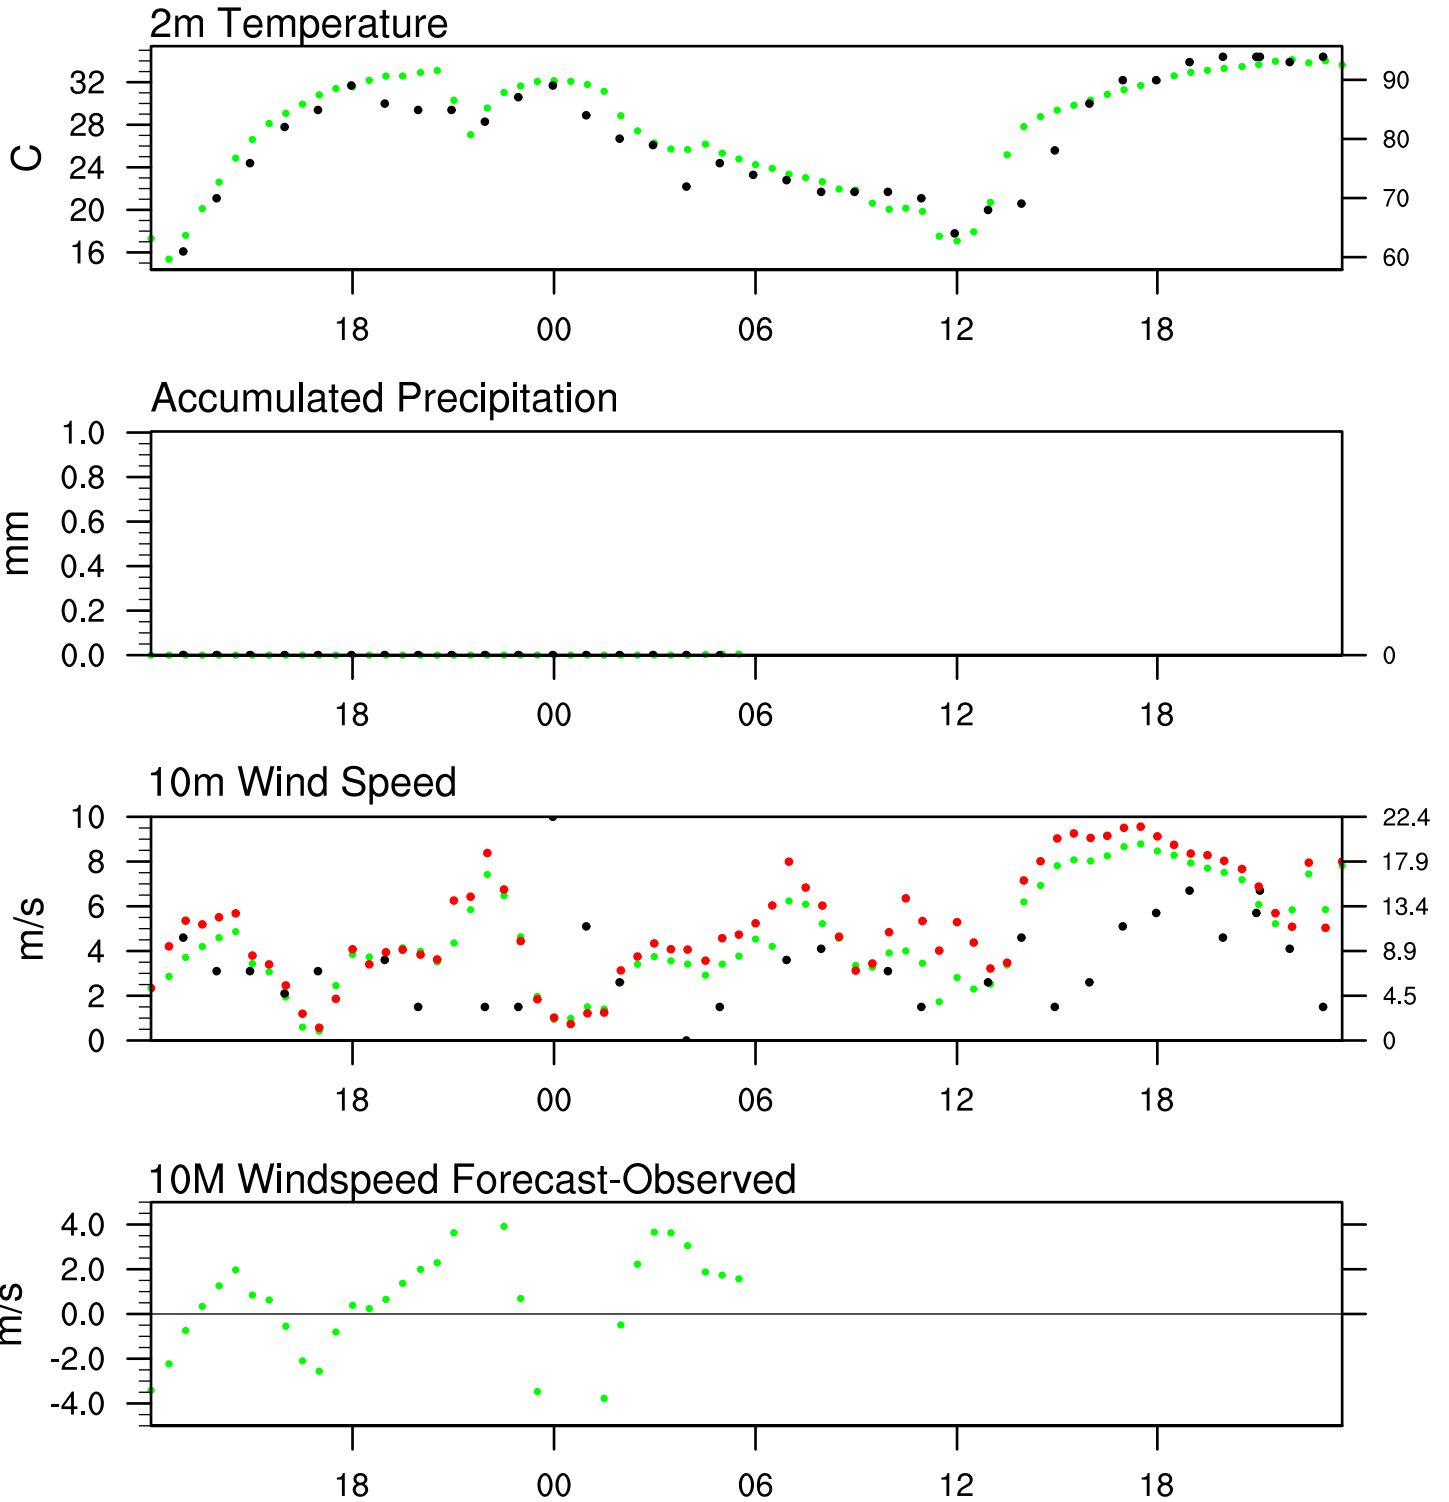 2m Temperature
C
32
28
24
20
16
90
80
70
60
18 00 06 12 18
Accumulated Precipitation
mm
1.0
0.8
0.6
0.4
0.2
0.0
0
18 00 06 12 18
10m Wind Speed
m/s
10
8
6
4
2
0
22.4
17.9
13.4
8.9
4.5
0
18 00 06 12 18
10M Windspeed Forecast-Observed
m/s
4.0
2.0
0.0
-2.0
-4.0
18 00 06 12 18